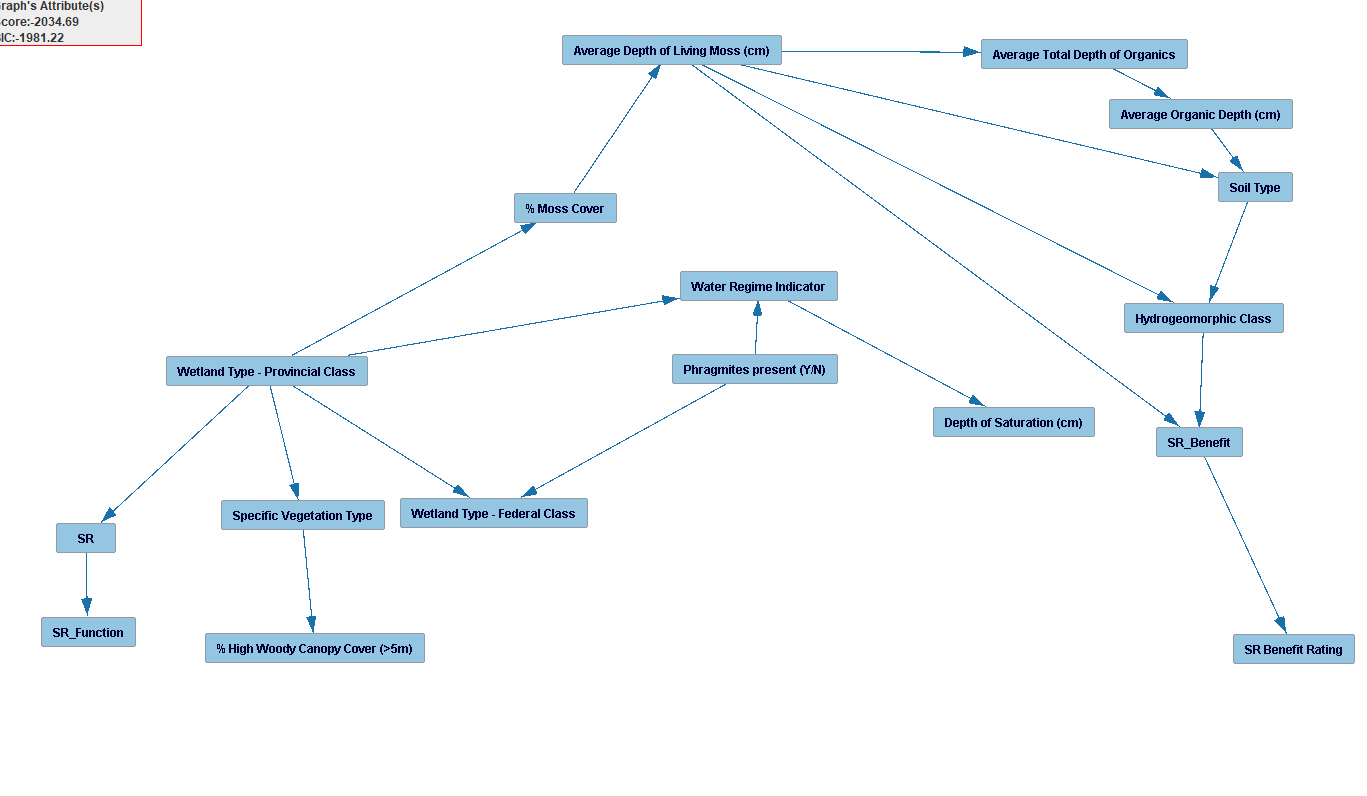 raph's Attribute(s)
core:-2034.69
IC:-1981.22
Average Depth of Living Moss (cm)
Average Total Depth of Organics
Average Organic Depth (cm)
Soil Type
% Moss Cover
Water Regime Indicator
Hydrogeomorphic Class
Wetland Type - Provincial Class
Phragmites present (Y/N)
Depth of Saturation (cm)
SR_Benefit
Specific Vegetation Type
Wetland Type - Federal Class
SR
SR_Function
% High Woody Canopy Cover (>5m)
SR Benefit Rating